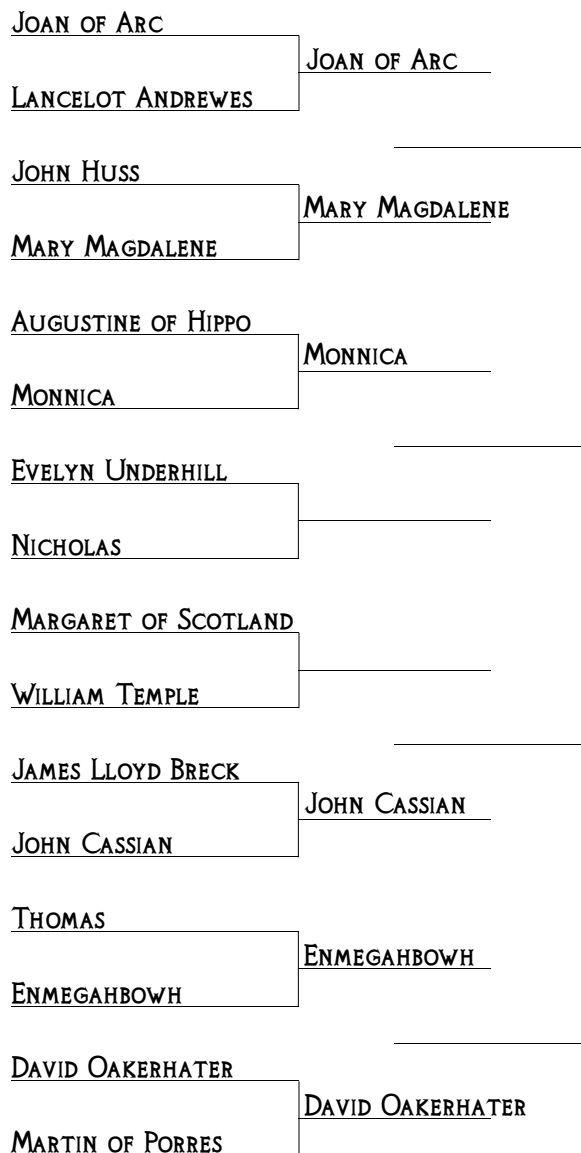 Joan of Arc
Joan of Arc
Lancelot Andrewes
John Huss
Mary Magdalene
Mary Magdalene
Augustine of Hippo
Monnica
Monnica
Evelyn Underhill
Nicholas
Margaret of Scotland
William Temple
James Lloyd Breck
John Cassian
John Cassian
Thomas
Enmegahbowh
Enmegahbowh
David Oakerhater
David Oakerhater
Martin of Porres